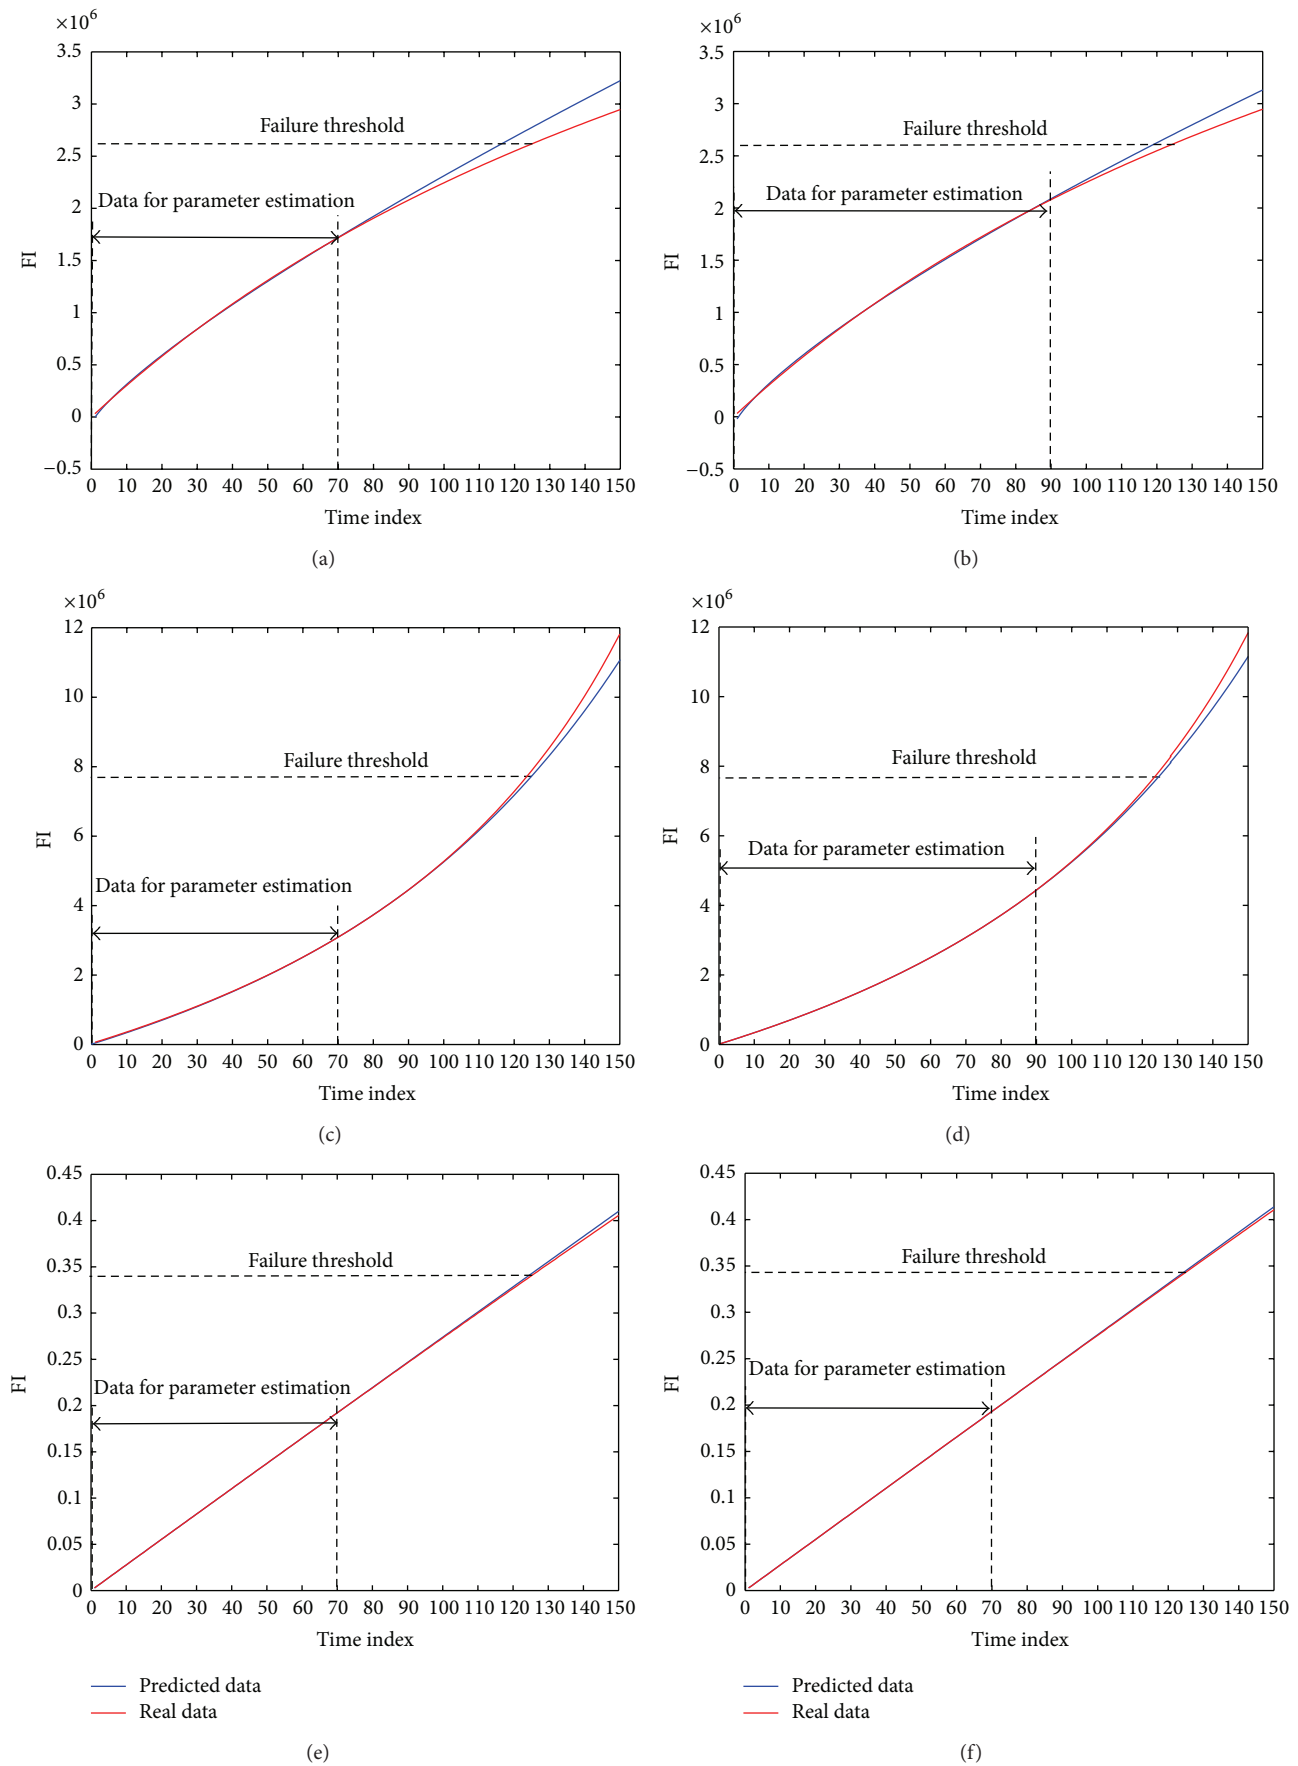 ×10⁶
3.5
3
2.5
2
1.5
1
0.5
0
−0.5
FI
Failure threshold
Data for parameter estimation
0 10 20 30 40 50 60 70 80 90 100 110 120 130 140 150
Time index
(a)
×10⁶
3.5
3
2.5
2
1.5
1
0.5
0
−0.5
FI
Failure threshold
Data for parameter estimation
0 10 20 30 40 50 60 70 80 90 100 110 120 130 140 150
Time index
(b)
×10⁶
12
10
8
6
4
2
0
FI
Failure threshold
Data for parameter estimation
0 10 20 30 40 50 60 70 80 90 100 110 120 130 140 150
Time index
(c)
×10⁶
12
10
8
6
4
2
0
FI
Failure threshold
Data for parameter estimation
0 10 20 30 40 50 60 70 80 90 100 110 120 130 140 150
Time index
(d)
0.45
0.4
0.35
0.3
0.25
0.2
0.15
0.1
0.05
0
FI
Failure threshold
Data for parameter estimation
0 10 20 30 40 50 60 70 80 90 100 110 120 130 140 150
Time index
Predicted data
Real data
(e)
0.45
0.4
0.35
0.3
0.25
0.2
0.15
0.1
0.05
0
FI
Failure threshold
Data for parameter estimation
0 10 20 30 40 50 60 70 80 90 100 110 120 130 140 150
Time index
Predicted data
Real data
(f)